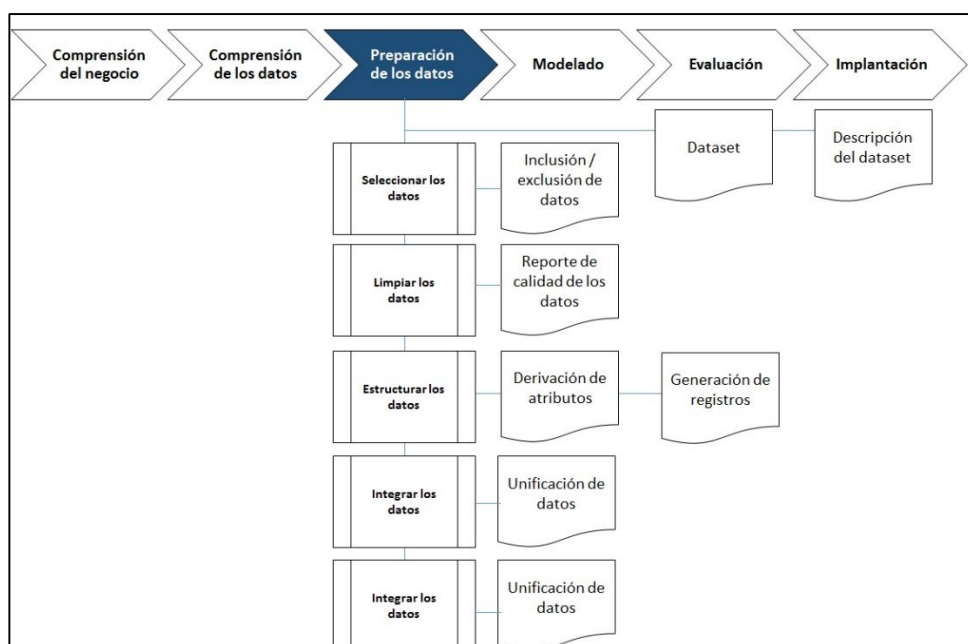 Comprensión
del negocio
Comprensión
de los datos
Preparación
de los datos
Modelado
Evaluación
Implantación
Dataset
Descripción
del dataset
Seleccionar los
datos
Inclusión /
exclusión de
datos
Limpiar los
datos
Reporte de
calidad de los
datos
Estructurar los
datos
Derivación de
atributos
Generación de
registros
Integrar los
datos
Unificación de
datos
Integrar los
datos
Unificación de
datos